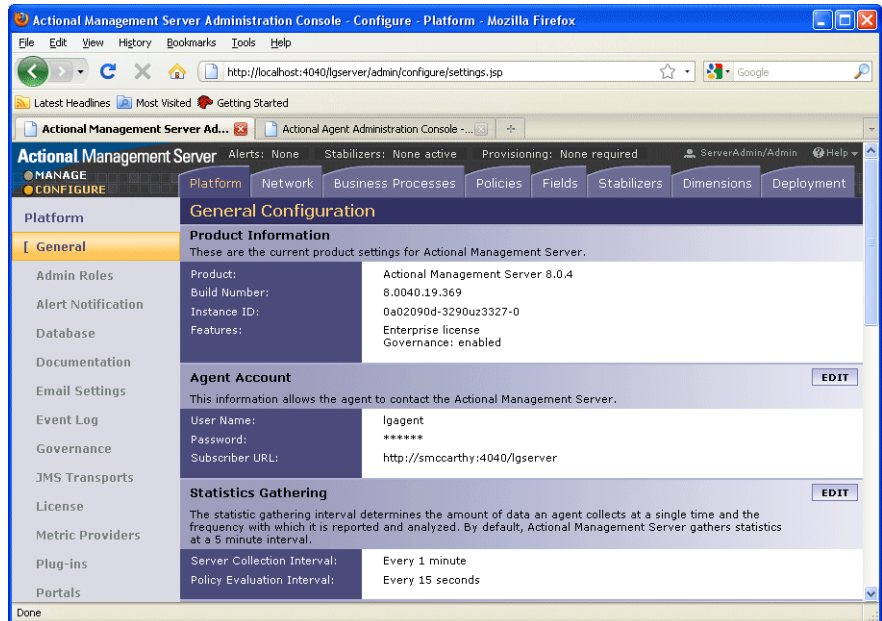 Actional Management Server Administration Console - Configure - Platform - Mozilla Firefox
File Edit View History Bookmarks Tools Help
http://localhost:4040/lgserver/admin/configure/settings.jsp
Google
Latest Headlines Most Visited Getting Started
Actional Management Server Ad... Actional Agent Administration Console -...
Actional Management Server Alerts: None Stabilizers: None active Provisioning: None required ServerAdmin/Admin Help
MANAGE
CONFIGURE
Platform Network Business Processes Policies Fields Stabilizers Dimensions Deployment
Platform
[ General
Admin Roles
Alert Notification
Database
Documentation
Email Settings
Event Log
Governance
JMS Transports
License
Metric Providers
Plug-ins
Portals
General Configuration
Product Information
These are the current product settings for Actional Management Server.
Product: Actional Management Server 8.0.4
Build Number: 8.0040.19.369
Instance ID: 0a02090d-3290uz3327-0
Features: Enterprise license
Governance: enabled
Agent Account EDIT
This information allows the agent to contact the Actional Management Server.
User Name: lgagent
Password: ******
Subscriber URL: http://smccarthy:4040/lgserver
Statistics Gathering EDIT
The statistic gathering interval determines the amount of data an agent collects at a single time and the
frequency with which it is reported and analyzed. By default, Actional Management Server gathers statistics
at a 5 minute interval.
Server Collection Interval: Every 1 minute
Policy Evaluation Interval: Every 15 seconds
Done